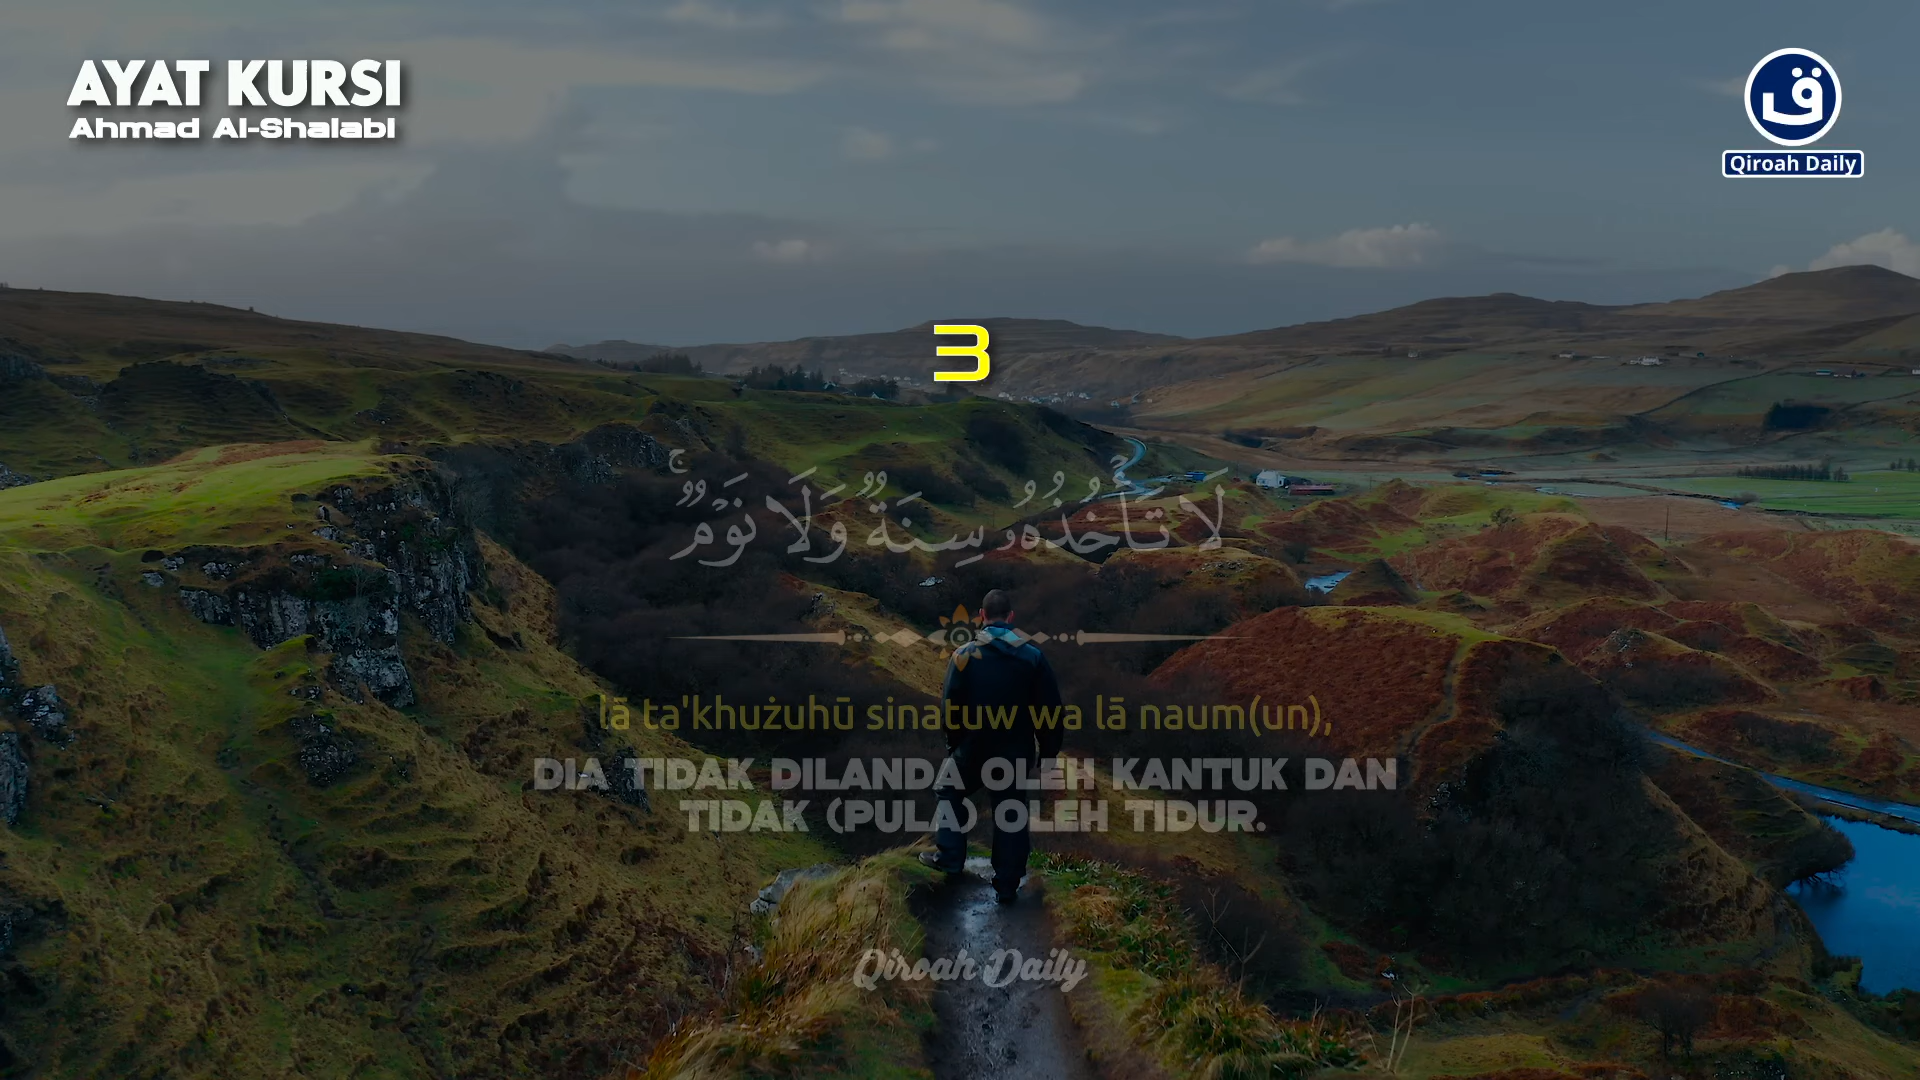 AYAT KURSI
Ahmad Al-Shalabi
ق
Qiroah Daily
3
لَا تَأْخُذُهُۥ سِنَةٌ وَلَا نَوْمٌ ۚ
lā ta'khużuhū sinatuw wa lā naum(un),
DIA TIDAK DILANDA OLEH KANTUK DAN
TIDAK (PULA) OLEH TIDUR.
Qiroah Daily